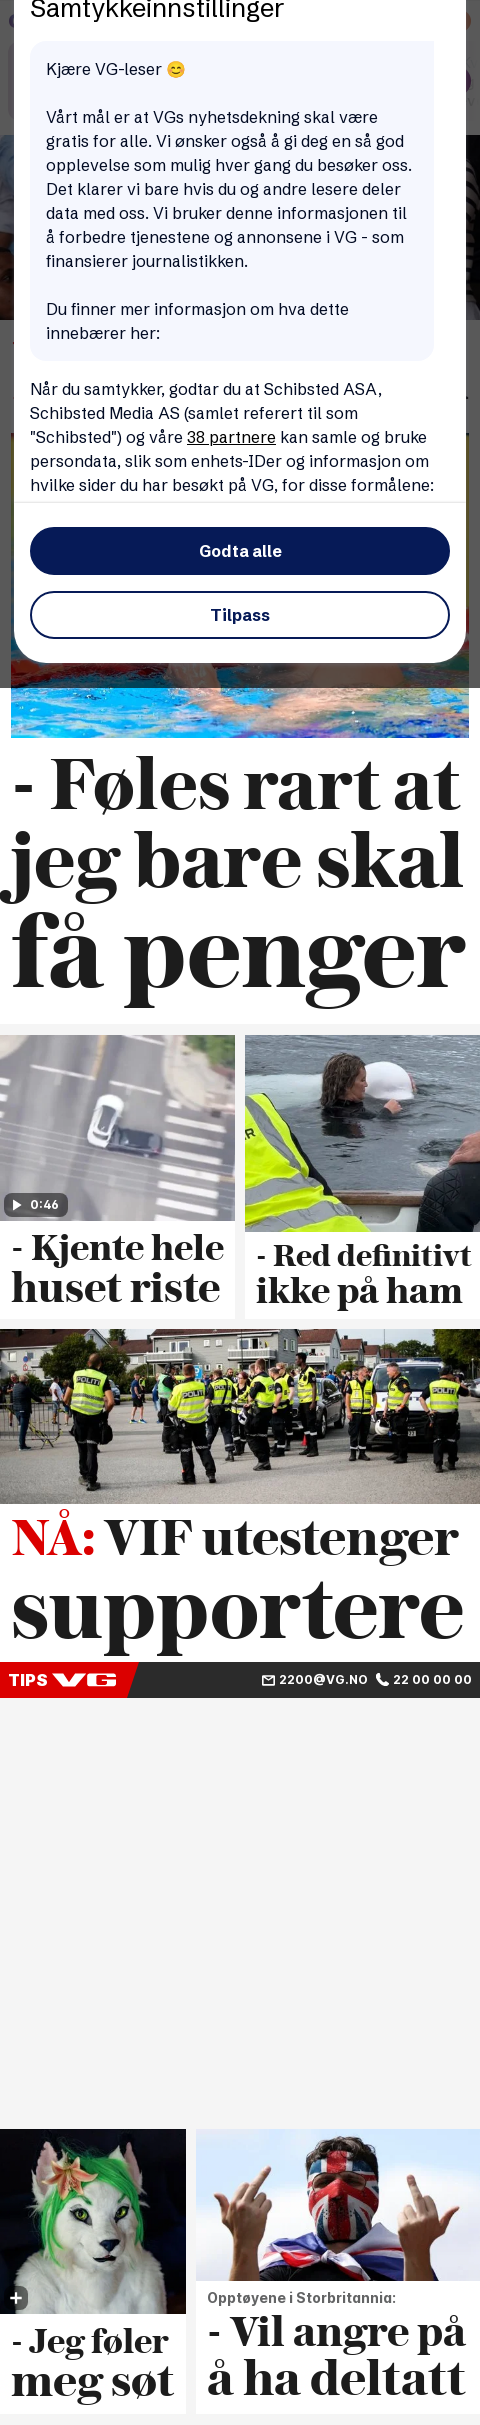 Samtykkeinnstillinger
Kjære VG-leser 😊
Vårt mål er at VGs nyhetsdekning skal være
gratis for alle. Vi ønsker også å gi deg en så god
opplevelse som mulig hver gang du besøker oss.
Det klarer vi bare hvis du og andre lesere deler
data med oss. Vi bruker denne informasjonen til
å forbedre tjenestene og annonsene i VG - som
finansierer journalistikken.
Du finner mer informasjon om hva dette
innebærer her:
Når du samtykker, godtar du at Schibsted ASA,
Schibsted Media AS (samlet referert til som
"Schibsted") og våre 38 partnere kan samle og bruke
persondata, slik som enhets-IDer og informasjon om
hvilke sider du har besøkt på VG, for disse formålene:
Godta alle
Tilpass
- Føles rart at
jeg bare skal
få penger
0:46
- Kjente hele
huset riste
- Red definitivt
ikke på ham
POLITI
POLITI
POLITI
POLITI
NÅ: VIF utestenger
supportere
TIPS VG 2200@VG.NO 22 00 00 00
- Jeg føler
meg søt
Opptøyene i Storbritannia:
- Vil angre på
å ha deltatt